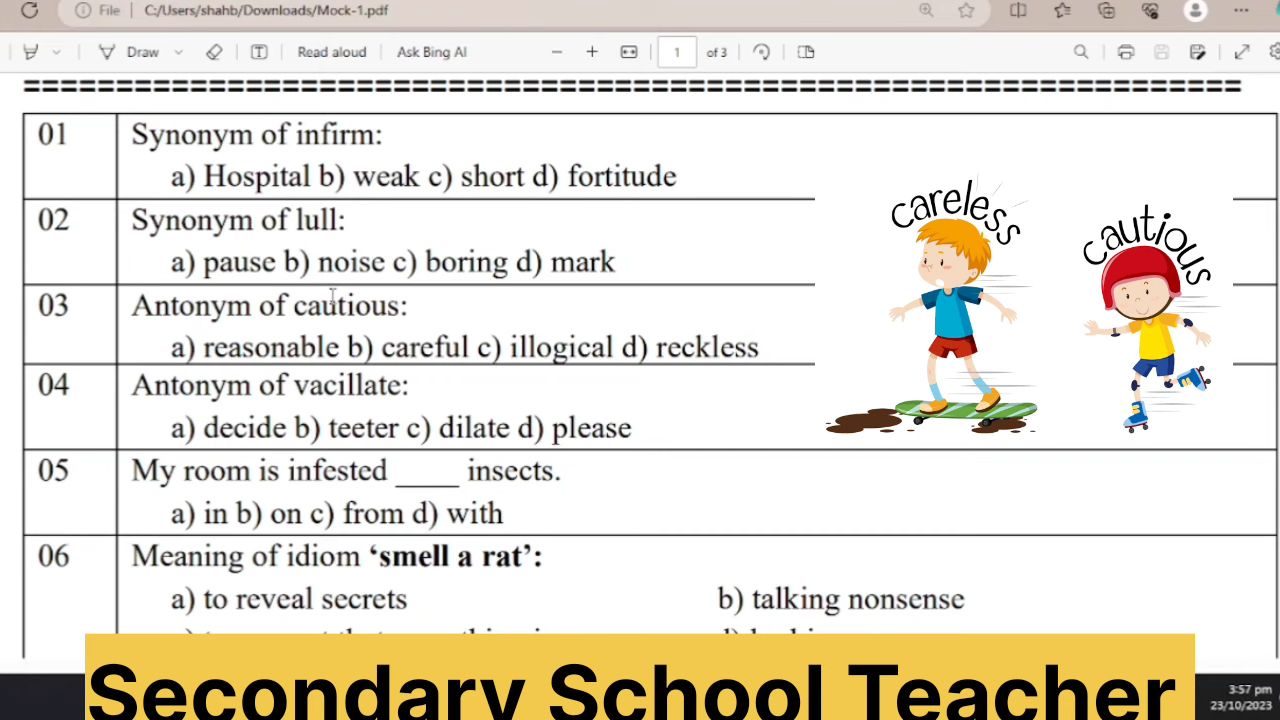 File C:/Users/shahb/Downloads/Mock-1.pdf
Draw Read aloud Ask Bing AI 1 of 3
01 Synonym of infirm:
a) Hospital b) weak c) short d) fortitude
02 Synonym of lull:
a) pause b) noise c) boring d) mark
03 Antonym of cautious:
a) reasonable b) careful c) illogical d) reckless
careless
cautious
04 Antonym of vacillate:
a) decide b) teeter c) dilate d) please
05 My room is infested ____ insects.
a) in b) on c) from d) with
06 Meaning of idiom ‘smell a rat’:
a) to reveal secrets b) talking nonsense
Secondary School Teacher
3:57 pm
23/10/2023